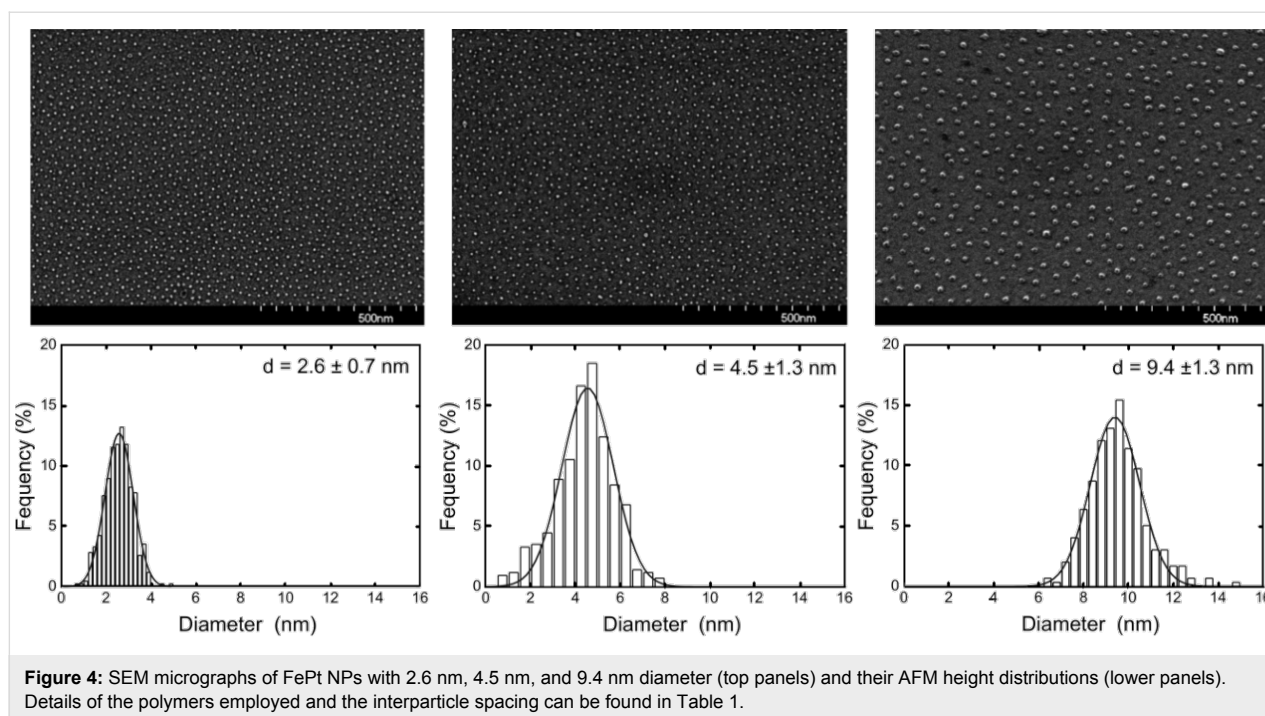 500nm
500nm
500nm
d = 2.6 ± 0.7 nm
Fequency (%)
20
15
10
5
0
0 2 4 6 8 10 12 14 16
Diameter (nm)
d = 4.5 ±1.3 nm
Fequency (%)
20
15
10
5
0
0 2 4 6 8 10 12 14 16
Diameter (nm)
d = 9.4 ±1.3 nm
Fequency (%)
20
15
10
5
0
0 2 4 6 8 10 12 14 16
Diameter (nm)
Figure 4: SEM micrographs of FePt NPs with 2.6 nm, 4.5 nm, and 9.4 nm diameter (top panels) and their AFM height distributions (lower panels).
Details of the polymers employed and the interparticle spacing can be found in Table 1.